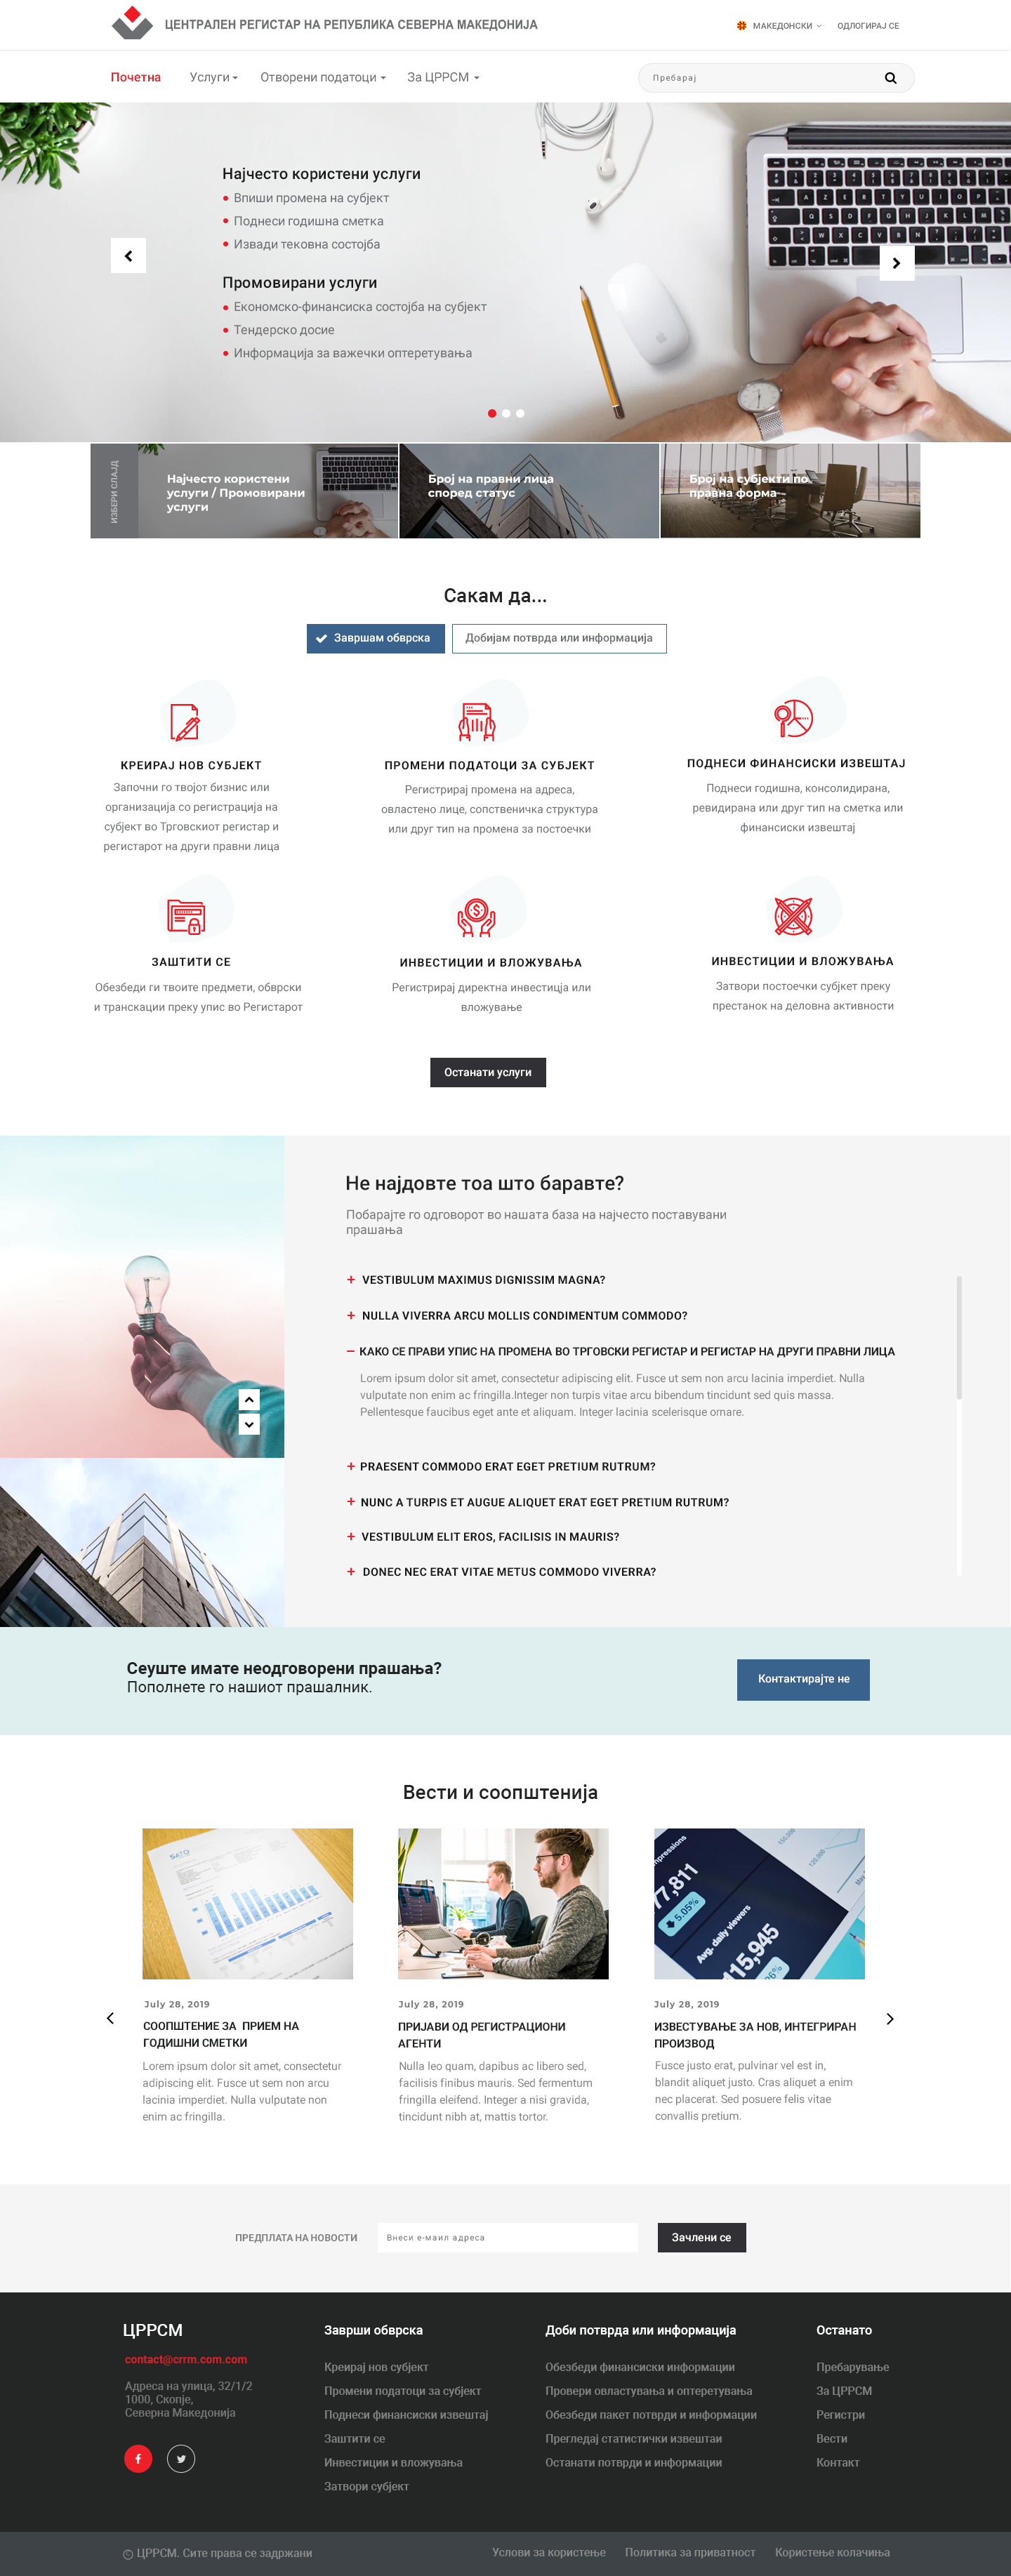 ЦЕНТРАЛЕН РЕГИСТАР НА РЕПУБЛИКА СЕВЕРНА МАКЕДОНИЈА
МАКЕДОНСКИ
ОДЛОГИРАЈ СЕ
Почетна
Услуги
Отворени податоци
За ЦРРСМ
Пребарај
Најчесто користени услуги
Впиши промена на субјект
Поднеси годишна сметка
Извади тековна состојба
Промовирани услуги
Економско-финансиска состојба на субјект
Тендерско досие
Информација за важечки оптеретувања
ИЗБЕРИ СЛАЈД
Најчесто користени
услуги / Промовирани
услуги
Број на правни лица
според статус
Број на субјекти по
правна форма
Сакам да...
Завршам обврска
Добијам потврда или информација
КРЕИРАЈ НОВ СУБЈЕКТ
Започни го твојот бизнис или
организација со регистрација на
субјект во Трговскиот регистар и
регистарот на други правни лица
ПРОМЕНИ ПОДАТОЦИ ЗА СУБЈЕКТ
Регистрирај промена на адреса,
овластено лице, сопственичка структура
или друг тип на промена за постоечки
ПОДНЕСИ ФИНАНСИСКИ ИЗВЕШТАЈ
Поднеси годишна, консолидирана,
ревидирана или друг тип на сметка или
финансиски извештај
ЗАШТИТИ СЕ
Обезбеди ги твоите предмети, обврски
и транскации преку упис во Регистарот
ИНВЕСТИЦИИ И ВЛОЖУВАЊА
Регистрирај директна инвестиција или
вложување
ИНВЕСТИЦИИ И ВЛОЖУВАЊА
Затвори постоечки субјкет преку
престанок на деловна активности
Останати услуги
Не најдовте тоа што баравте?
Побарајте го одговорот во нашата база на најчесто поставувани
прашања
VESTIBULUM MAXIMUS DIGNISSIM MAGNA?
NULLA VIVERRA ARCU MOLLIS CONDIMENTUM COMMODO?
КАКО СЕ ПРАВИ УПИС НА ПРОМЕНА ВО ТРГОВСКИ РЕГИСТАР И РЕГИСТАР НА ДРУГИ ПРАВНИ ЛИЦА
Lorem ipsum dolor sit amet, consectetur adipiscing elit. Fusce ut sem non arcu lacinia imperdiet. Nulla
vulputate non enim ac fringilla.Integer non turpis vitae arcu bibendum tincidunt sed quis massa.
Pellentesque faucibus eget ante et aliquam. Integer lacinia scelerisque ornare.
PRAESENT COMMODO ERAT EGET PRETIUM RUTRUM?
NUNC A TURPIS ET AUGUE ALIQUET ERAT EGET PRETIUM RUTRUM?
VESTIBULUM ELIT EROS, FACILISIS IN MAURIS?
DONEC NEC ERAT VITAE METUS COMMODO VIVERRA?
Сеуште имате неодговорени прашања?
Пополнете го нашиот прашалник.
Контактирајте не
Вести и соопштенија
SATO
mpressions
77,811
5.05%
Avg. daily viewers
115,945
150,000
120,000
July 28, 2019
СООПШТЕНИЕ ЗА ПРИЕМ НА
ГОДИШНИ СМЕТКИ
Lorem ipsum dolor sit amet, consectetur
adipiscing elit. Fusce ut sem non arcu
lacinia imperdiet. Nulla vulputate non
enim ac fringilla.
July 28, 2019
ПРИЈАВИ ОД РЕГИСТРАЦИОНИ
АГЕНТИ
Nulla leo quam, dapibus ac libero sed,
facilisis finibus mauris. Sed fermentum
fringilla eleifend. Integer a nisi gravida,
tincidunt nibh at, mattis tortor.
July 28, 2019
ИЗВЕСТУВАЊЕ ЗА НОВ, ИНТЕГРИРАН
ПРОИЗВОД
Fusce justo erat, pulvinar vel est in,
blandit aliquet justo. Cras aliquet a enim
nec placerat. Sed posuere felis vitae
convallis pretium.
ПРЕДПЛАТА НА НОВОСТИ
Внеси е-маил адреса
Зачлени се
ЦРРСМ
contact@crrm.com.com
Адреса на улица, 32/1/2
1000, Скопје,
Северна Македонија
Заврши обврска
Креирај нов субјект
Промени податоци за субјект
Поднеси финансиски извештај
Заштити се
Инвестиции и вложувања
Затвори субјект
Доби потврда или информација
Обезбеди финансиски информации
Провери овластувања и оптеретувања
Обезбеди пакет потврди и информации
Прегледај статистички извештаи
Останати потврди и информации
Останато
Пребарување
За ЦРРСМ
Регистри
Вести
Контакт
© ЦРРСМ. Сите права се задржани
Услови за користење
Политика за приватност
Користење колачиња